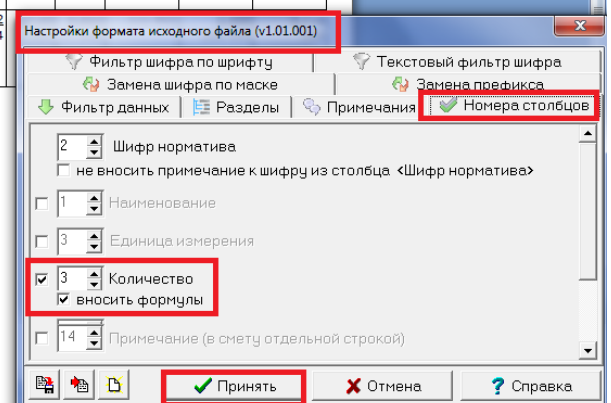 Настройки формата исходного файла (v1.01.001)
Фильтр шифра по шрифту Текстовый фильтр шифра
Замена шифра по маске Замена префикса
Фильтр данных Разделы Примечания Номера столбцов
2 Шифр норматива
не вносить примечание к шифру из столбца <Шифр норматива>
1 Наименование
3 Единица измерения
3 Количество
вносить формулы
14 Примечание (в смету отдельной строкой)
Принять Отмена ? Справка